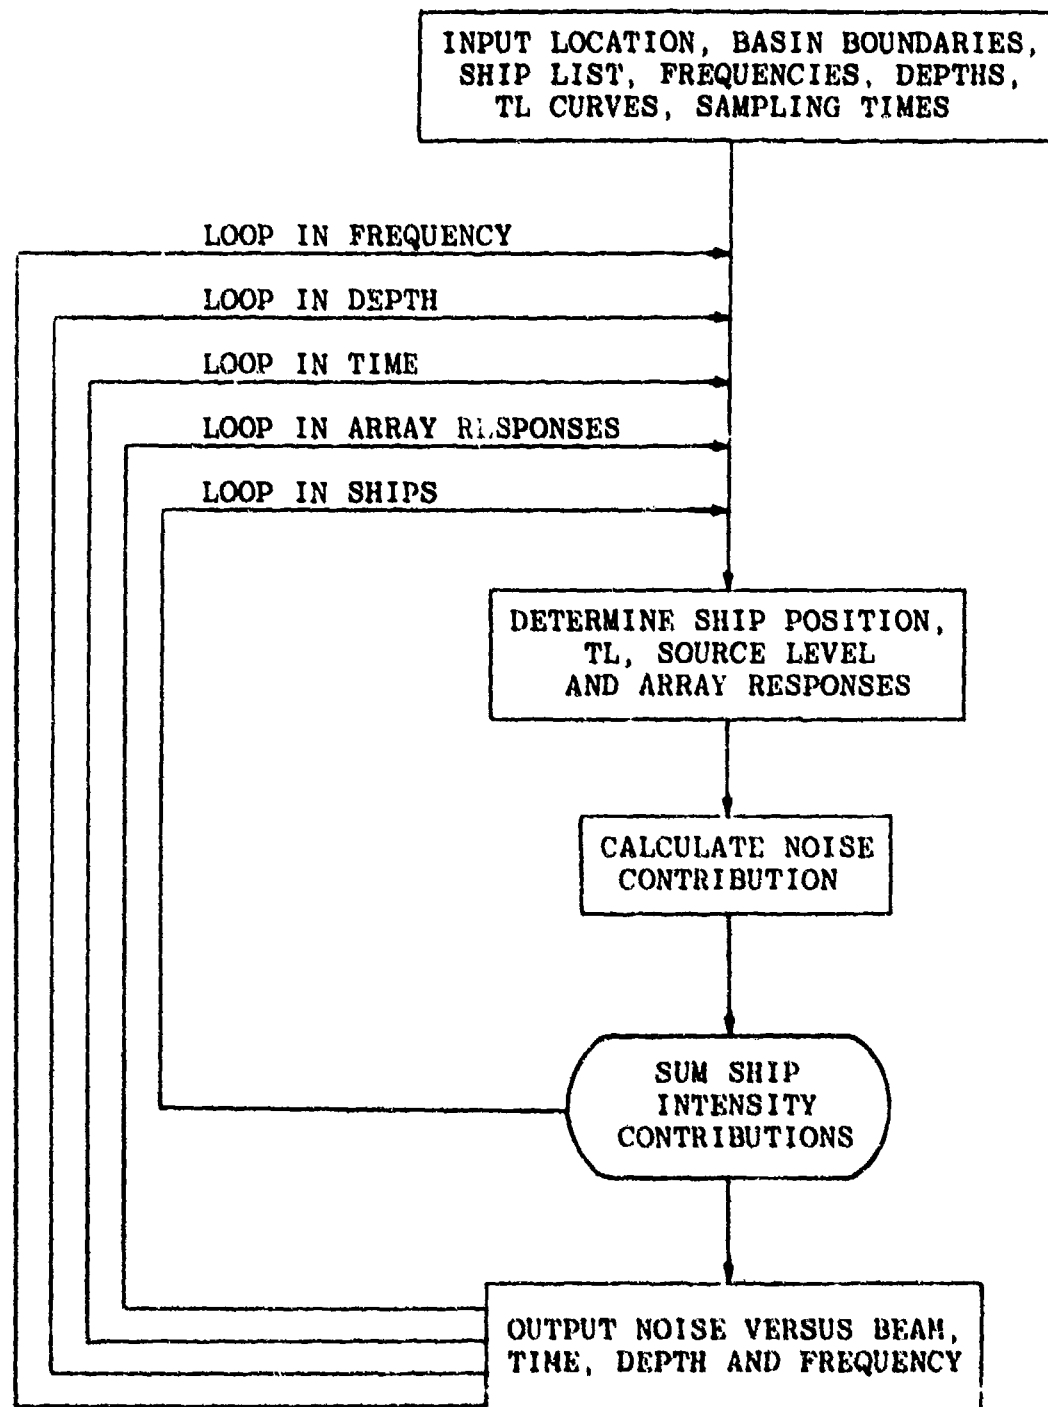 INPUT LOCATION, BASIN BOUNDARIES,
SHIP LIST, FREQUENCIES, DEPTHS,
TL CURVES, SAMPLING TIMES
LOOP IN FREQUENCY
LOOP IN DEPTH
LOOP IN TIME
LOOP IN ARRAY RESPONSES
LOOP IN SHIPS
DETERMINE SHIP POSITION,
TL, SOURCE LEVEL
AND ARRAY RESPONSES
CALCULATE NOISE
CONTRIBUTION
SUM SHIP
INTENSITY
CONTRIBUTIONS
OUTPUT NOISE VERSUS BEAM,
TIME, DEPTH AND FREQUENCY